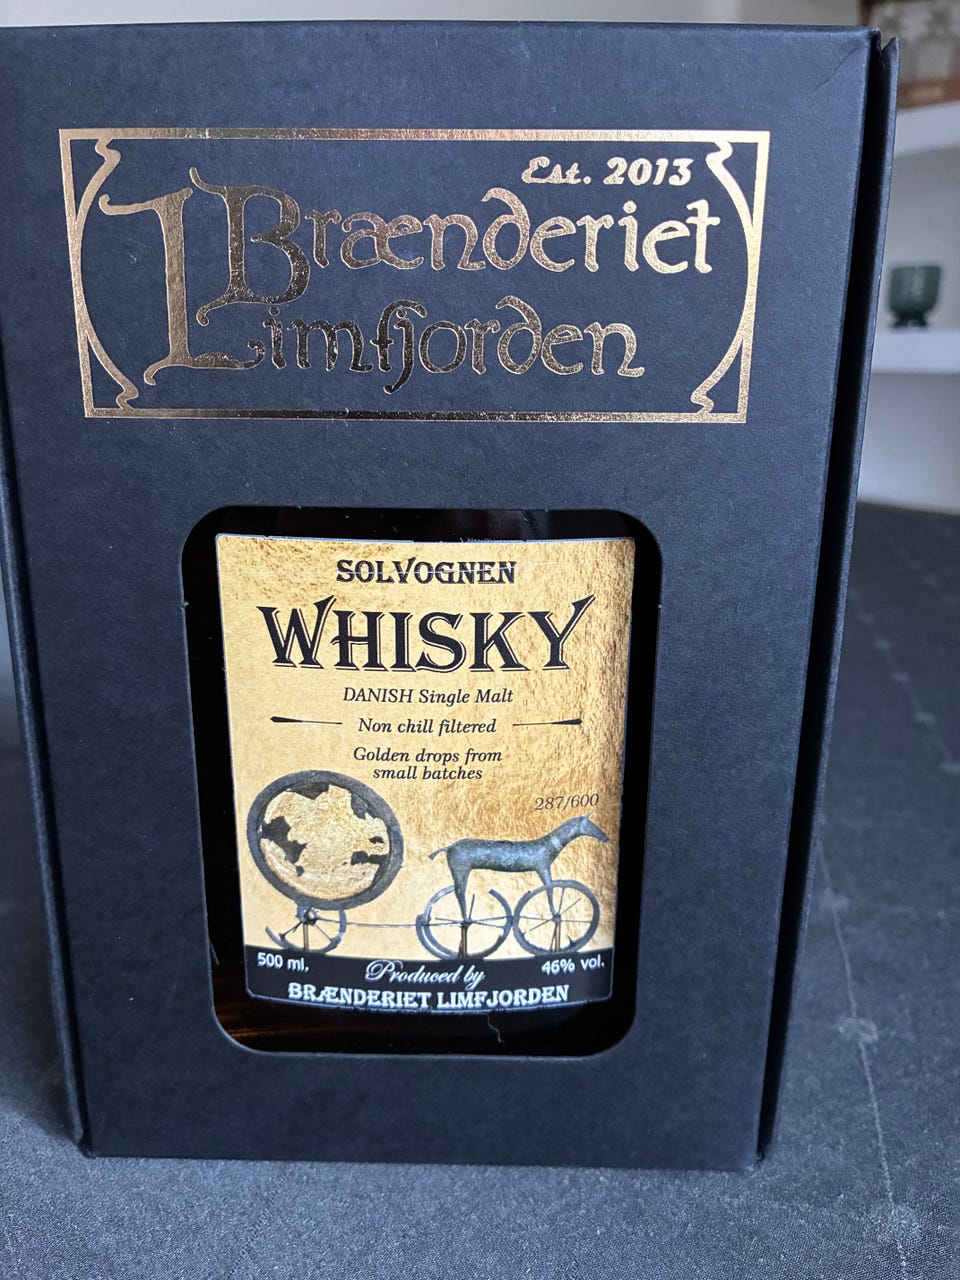 Est. 2013
Brænderiet
Limfjorden
SOLVOGNEN
WHISKY
DANISH Single Malt
Non chill filtered
Golden drops from
small batches
287/600
500 ml,
46% vol.
Produced by
BRÆNDERIET LIMFJORDEN